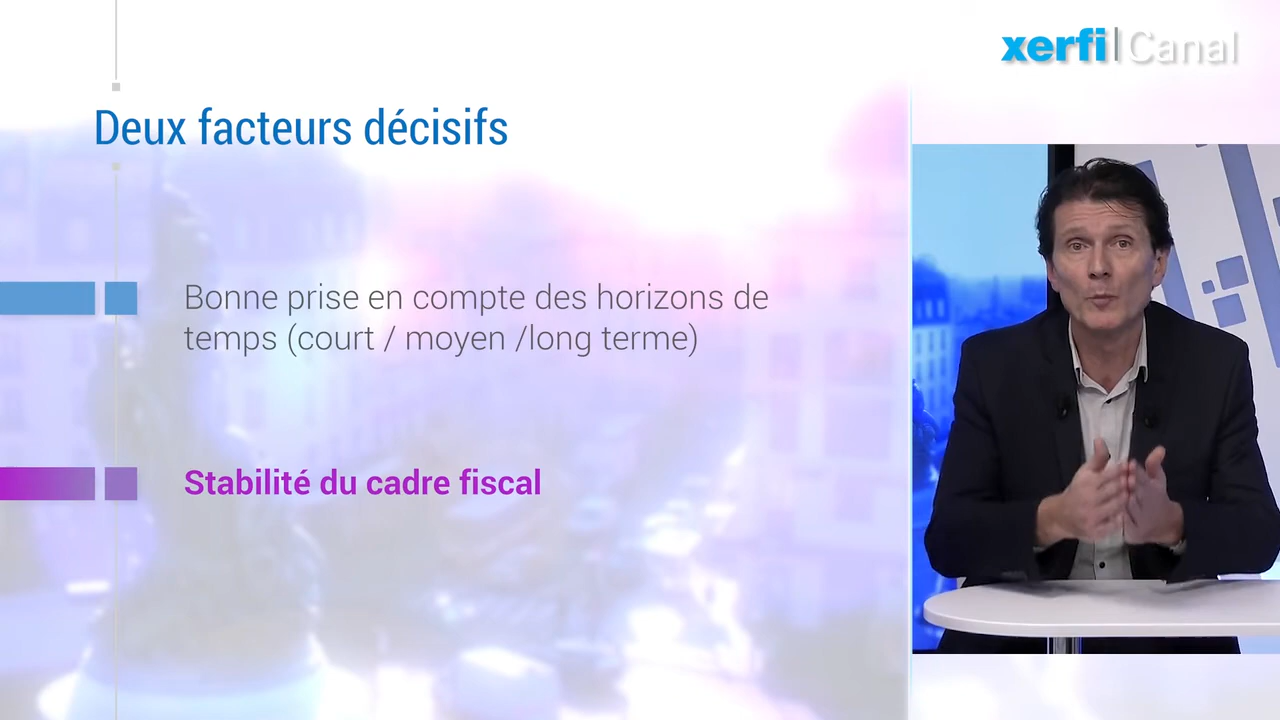 xerfi Canal
Deux facteurs décisifs
Bonne prise en compte des horizons de
temps (court / moyen /long terme)
Stabilité du cadre fiscal